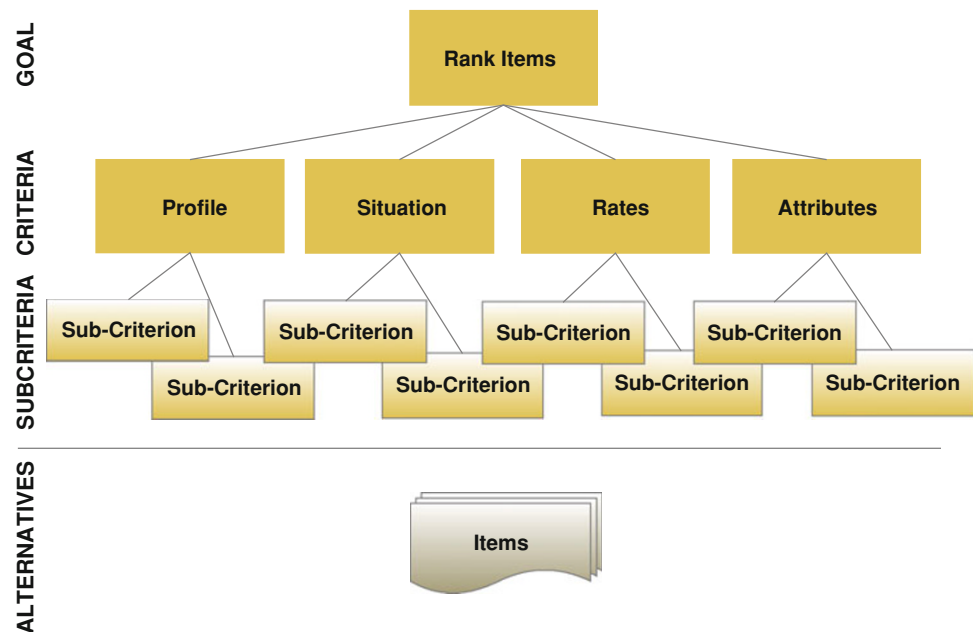 GOAL
Rank Items
CRITERIA
Profile
Situation
Rates
Attributes
SUBCRITERIA
Sub-Criterion
Sub-Criterion
Sub-Criterion
Sub-Criterion
Sub-Criterion
Sub-Criterion
Sub-Criterion
Sub-Criterion
ALTERNATIVES
Items